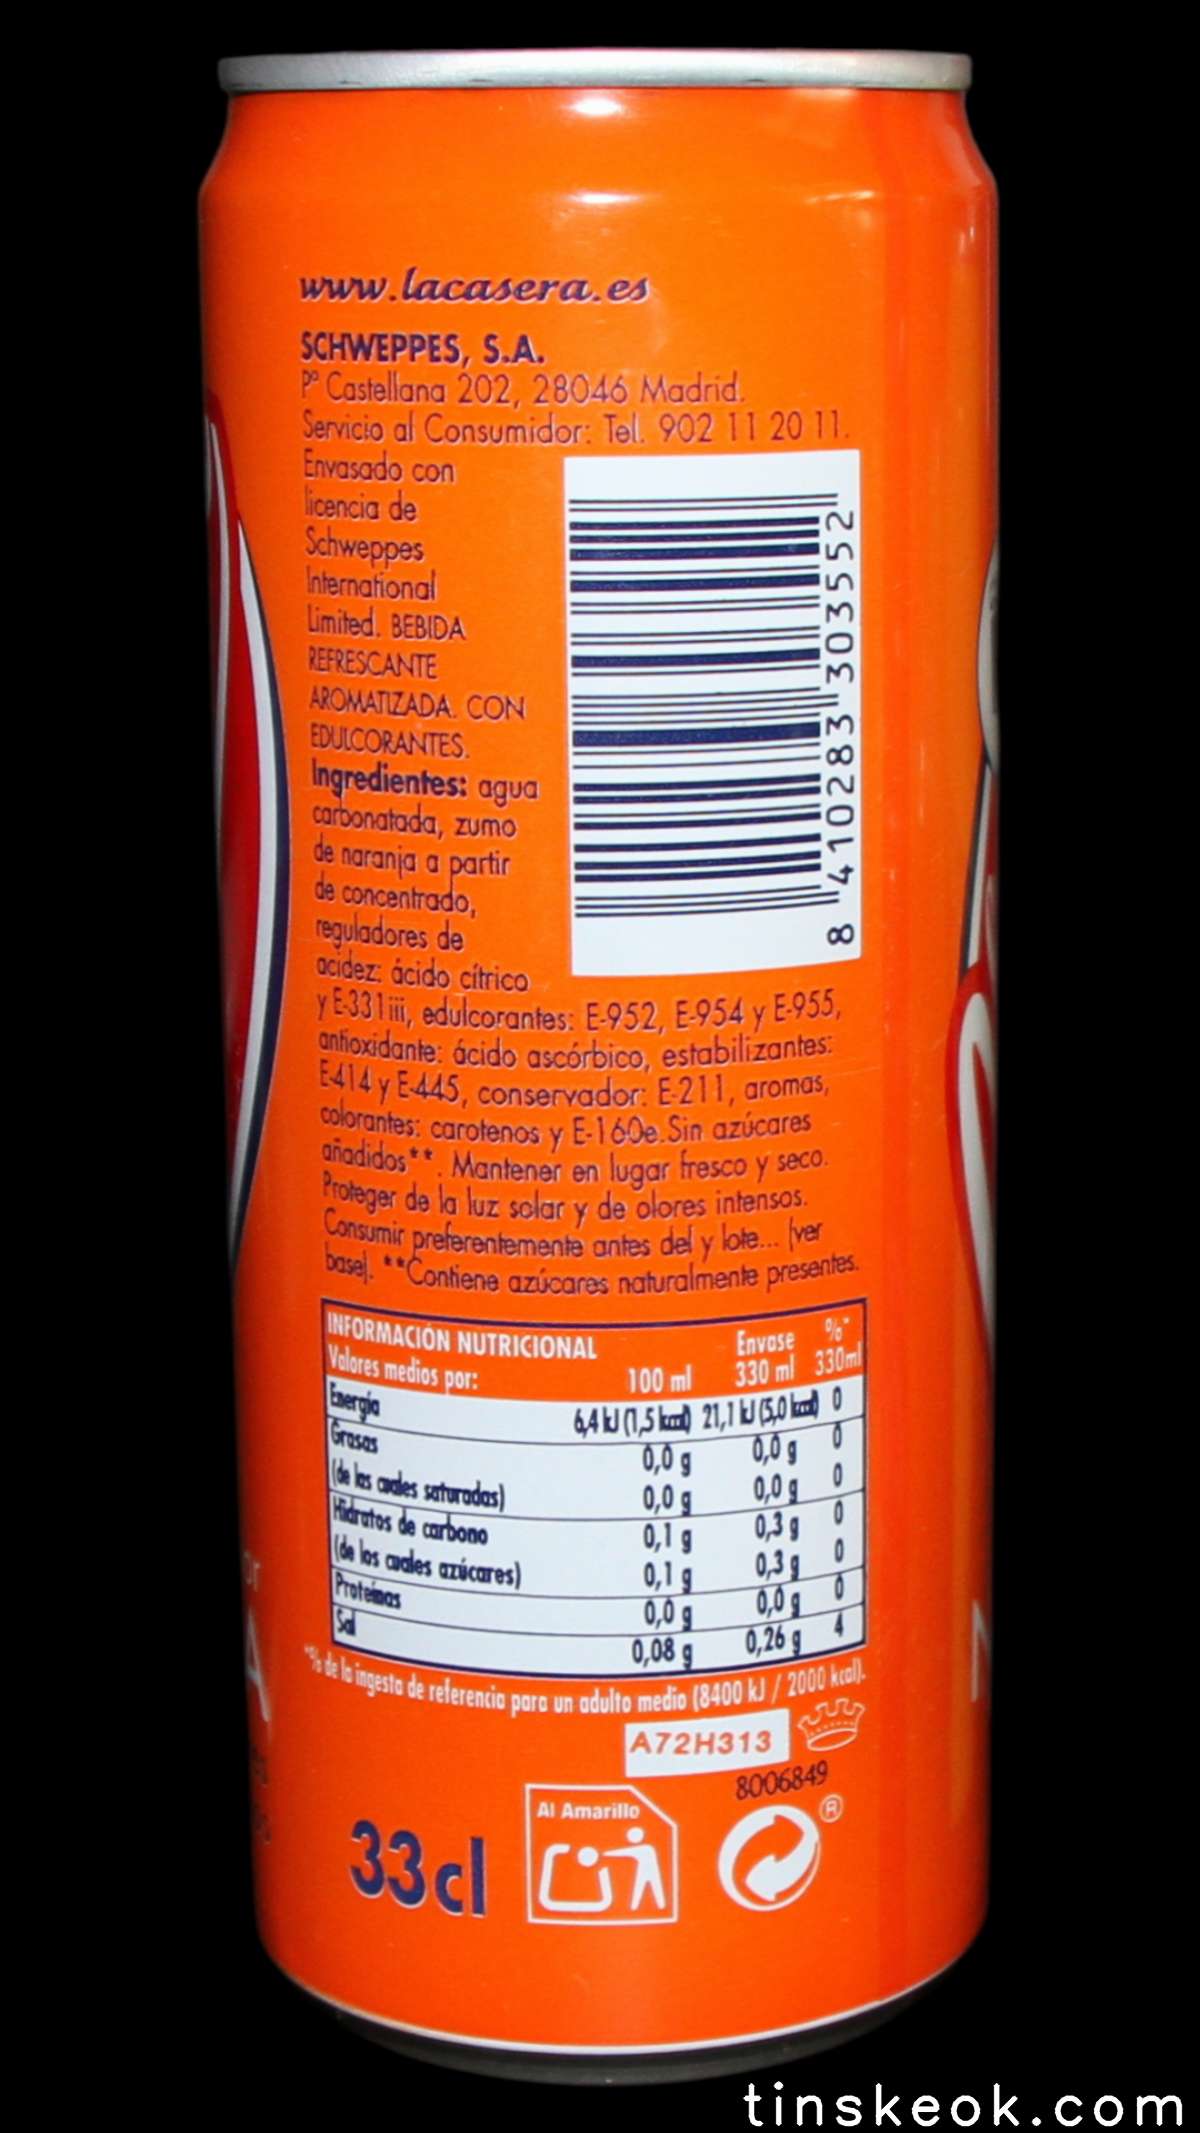 www.lacasera.es
SCHWEPPES, S.A.
Pº Castellana 202, 28046 Madrid.
Servicio al Consumidor: Tel. 902 11 20 11.
Envasado con
licencia de
Schweppes
International
Limited. BEBIDA
REFRESCANTE
AROMATIZADA. CON
EDULCORANTES.
Ingredientes: agua
carbonatada, zumo
de naranja a partir
de concentrado,
reguladores de
acidez: ácido cítrico
y E-331iii, edulcorantes: E-952, E-954 y E-955,
antioxidante: ácido ascórbico, estabilizantes:
E-414 y E-445, conservador: E-211, aromas,
colorantes: carotenos y E-160e.Sin azúcares
añadidos**. Mantener en lugar fresco y seco.
Proteger de la luz solar y de olores intensos.
Consumir preferentemente antes del y lote... (ver
base). **Contiene azúcares naturalmente presentes.
8 410283 303552
INFORMACIÓN NUTRICIONAL Envase %*
Valores medios por: 100 ml 330 ml 330ml
Energía 6,4 kJ (1,5 kcal) 21,1 kJ (5,0 kcal) 0
Grasas 0,0 g 0,0 g 0
(de las cuales saturadas) 0,0 g 0,0 g 0
Hidratos de carbono 0,1 g 0,3 g 0
(de los cuales azúcares) 0,1 g 0,3 g 0
Proteínas 0,0 g 0,0 g 0
Sal 0,08 g 0,26 g 4
*% de la ingesta de referencia para un adulto medio (8400 kJ / 2000 kcal).
A72H313
8006849
33cl
Al Amarillo
®
tinskeok.com